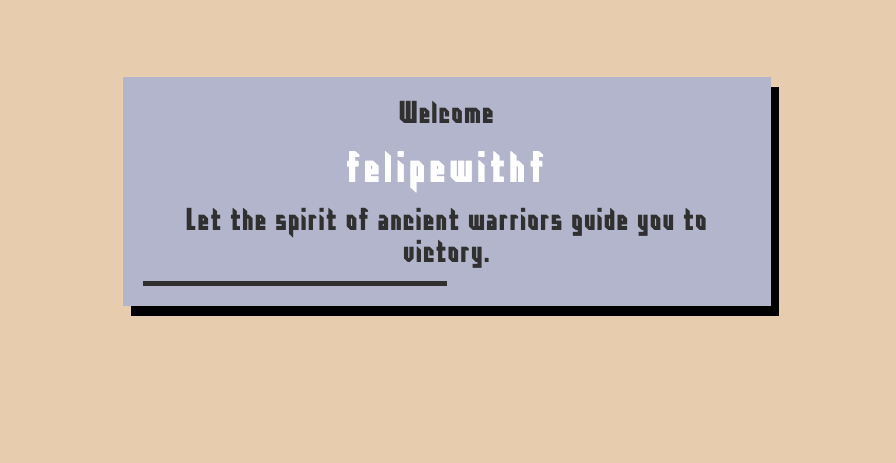 Welcome
felipewithf
Let the spirit of ancient warriors guide you to
victory.